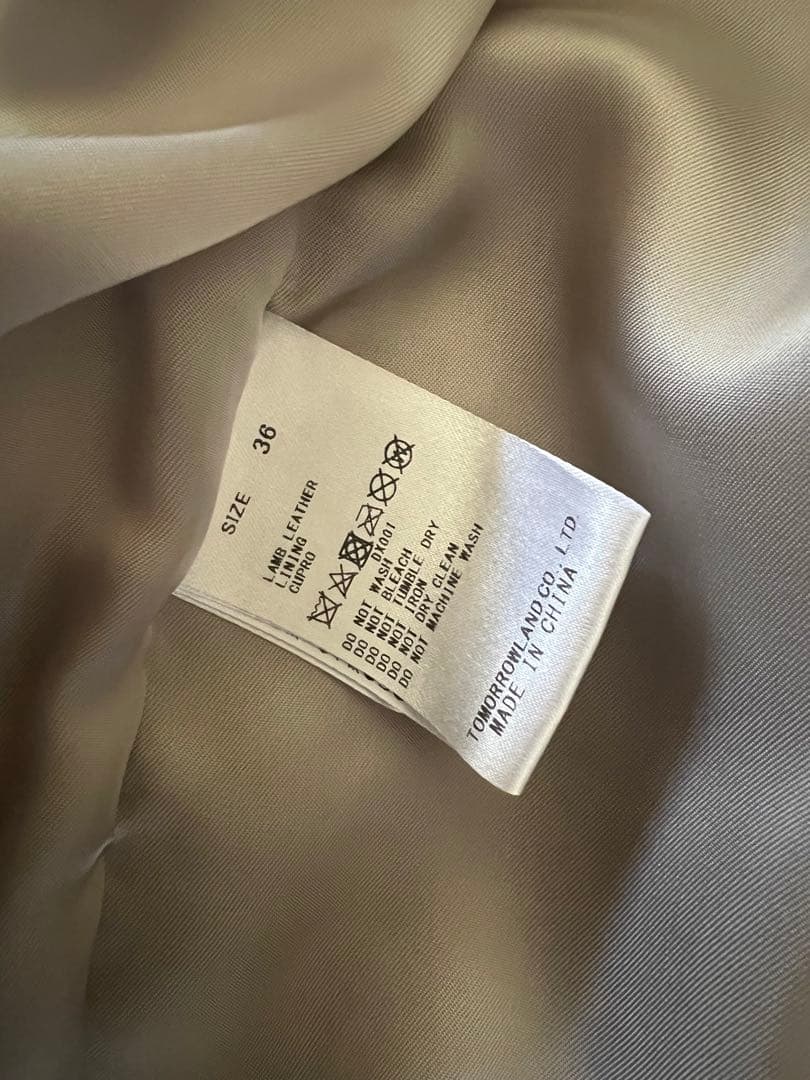 SIZE 36
LAMB LEATHER
LINING
CUPRO
DX001
DO NOT WASH
DO NOT BLEACH
DO NOT TUMBLE DRY
DO NOT IRON
DO NOT DRY CLEAN
DO NOT MACHINE WASH
TOMORROWLAND CO., LTD.
MADE IN CHINA